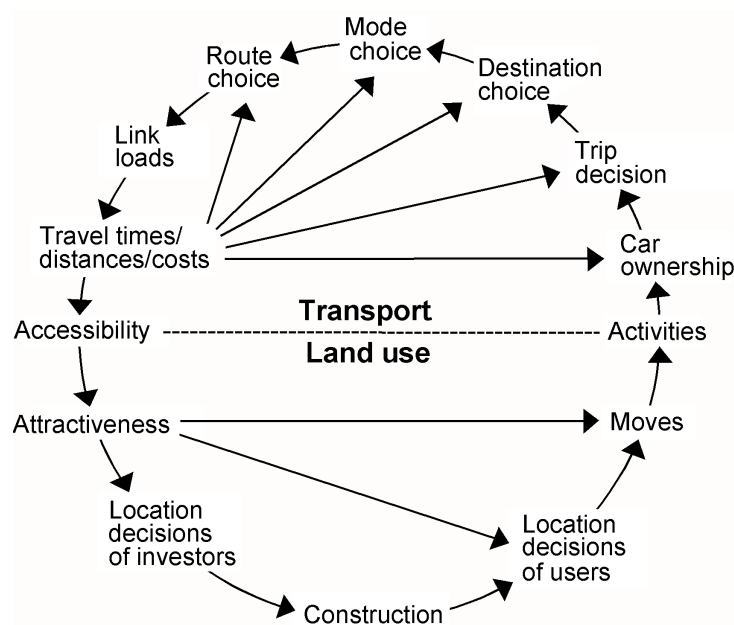 Mode
choice
Route
choice
Destination
choice
Link
loads
Trip
decision
Travel times/
distances/costs
Car
ownership
Transport
Accessibility
Activities
Land use
Attractiveness
Moves
Location
decisions
of investors
Location
decisions
of users
Construction